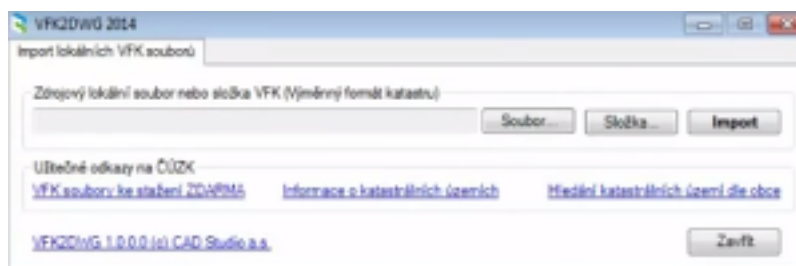 VFK2DWG 2014
Import lokálních VFK souborů
Zdrojový lokální soubor nebo složka VFK (Výměnný formát katastru)
Soubor... Složka... Import
Užitečné odkazy na ČÚZK
VFK soubory ke stažení ZDARMA Informace o katastrálních územích Hledání katastrálních území dle obce
VFK2DWG 1.0.0.0 (c) CAD Studio a.s. Zavřít